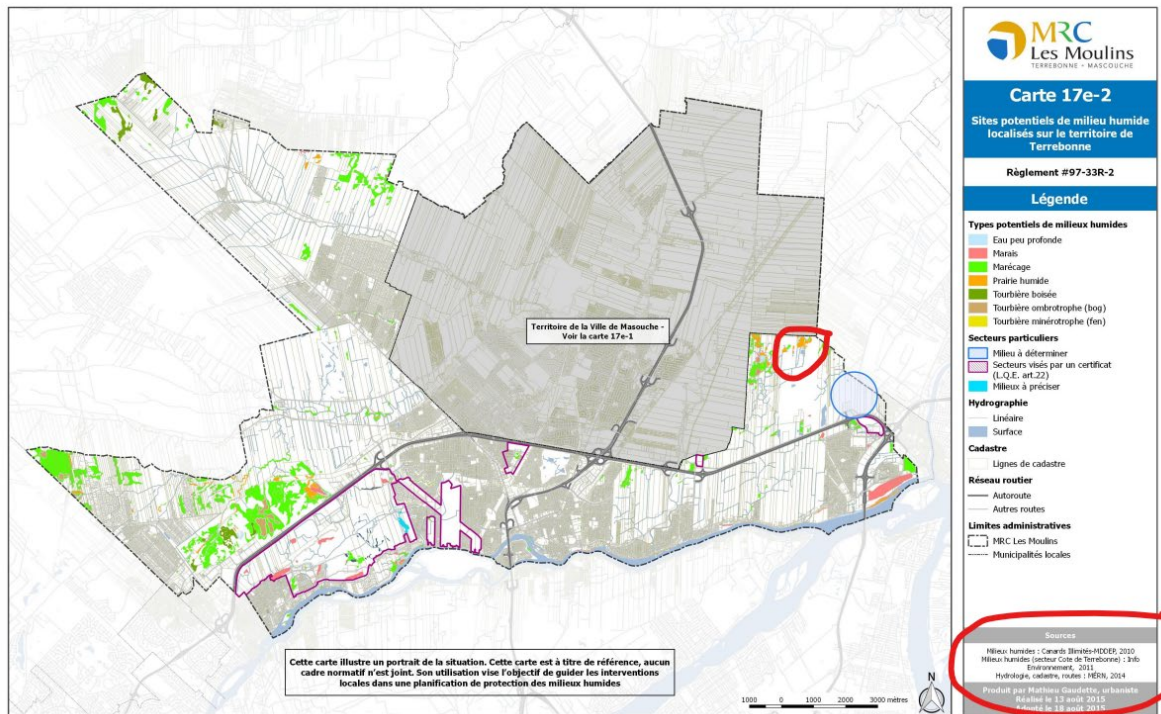 MRC
Les Moulins
TERREBONNE - MASCOUCHE
Carte 17e-2
Sites potentiels de milieu humide
localisés sur le territoire de
Terrebonne
Règlement #97-33R-2
Légende
Types potentiels de milieux humides
Eau peu profonde
Marais
Marécage
Prairie humide
Tourbière boisée
Tourbière ombrotrophe (bog)
Tourbière minérotrophe (fen)
Secteurs particuliers
Milieu à déterminer
Secteurs visés par un certificat
(L.Q.E. art.22)
Milieux à préciser
Hydrographie
Linéaire
Surface
Cadastre
Lignes de cadastre
Réseau routier
Autoroute
Autres routes
Limites administratives
MRC Les Moulins
Municipalités locales
Sources
Milieux humides : Canards Illimités-MDDEP, 2010
Milieux humides (secteur Cote de Terrebonne) : Info
Environnement, 2011
Hydrologie, cadastre, routes : MÉRN, 2014
Produit par Mathieu Gaudette, urbaniste
Réalisé le 13 août 2015
Adopté le 18 août 2015
Territoire de la Ville de Masouche -
Voir la carte 17e-1
Cette carte illustre un portrait de la situation. Cette carte est à titre de référence, aucun
cadre normatif n'est joint. Son utilisation vise l'objectif de guider les interventions
locales dans une planification de protection des milieux humides
1000 0 1000 2000 3000 mètres
N